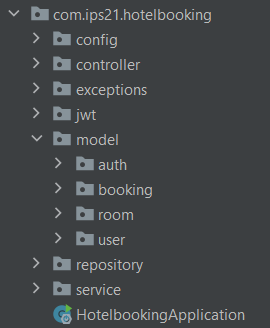 com.ips21.hotelbooking
config
controller
exceptions
jwt
model
auth
booking
room
user
repository
service
HotelbookingApplication